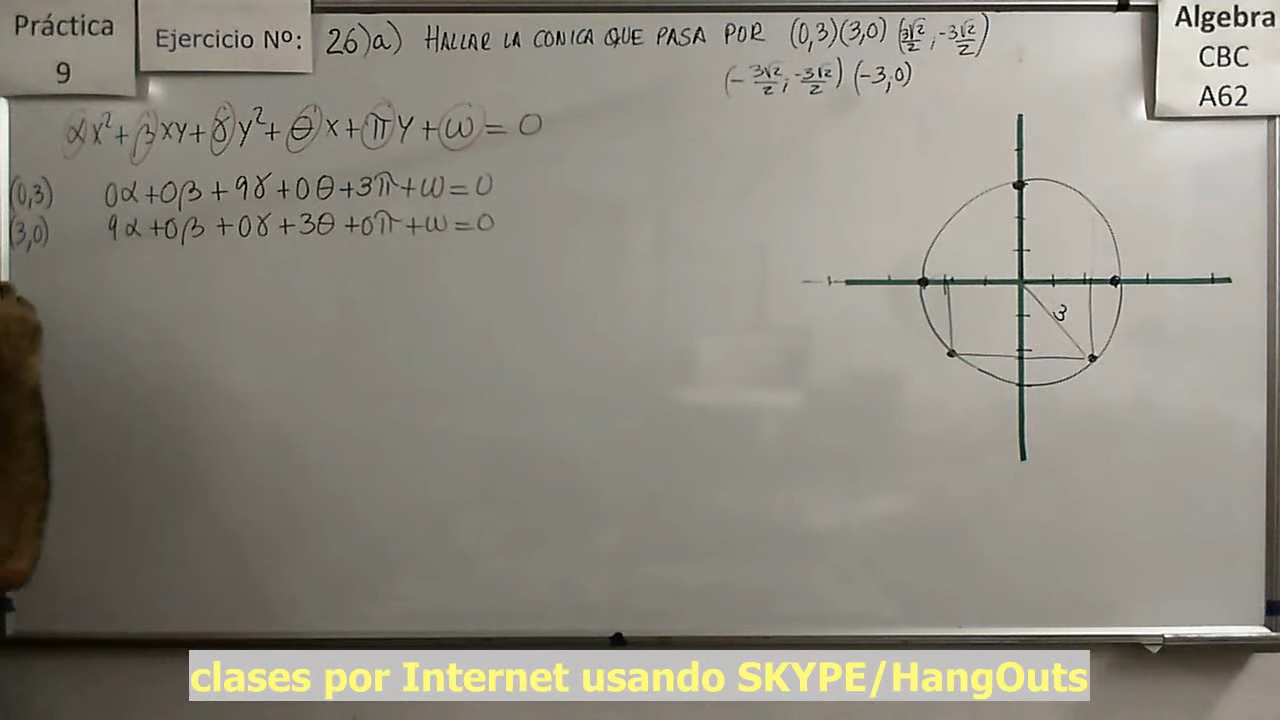 Práctica
9
Ejercicio Nº:
26)a) HALLAR LA CONICA QUE PASA POR (0,3)(3,0) (3√2/2 ; -3√2/2)
(-3√2/2 ; -3√2/2) (-3,0)
Algebra
CBC
A62
αx² + βxy + γy² + θx + πy + ω = 0
(0,3) 0α + 0β + 9γ + 0θ + 3π + ω = 0
(3,0) 9α + 0β + 0γ + 3θ + 0π + ω = 0
3
clases por Internet usando SKYPE/HangOuts